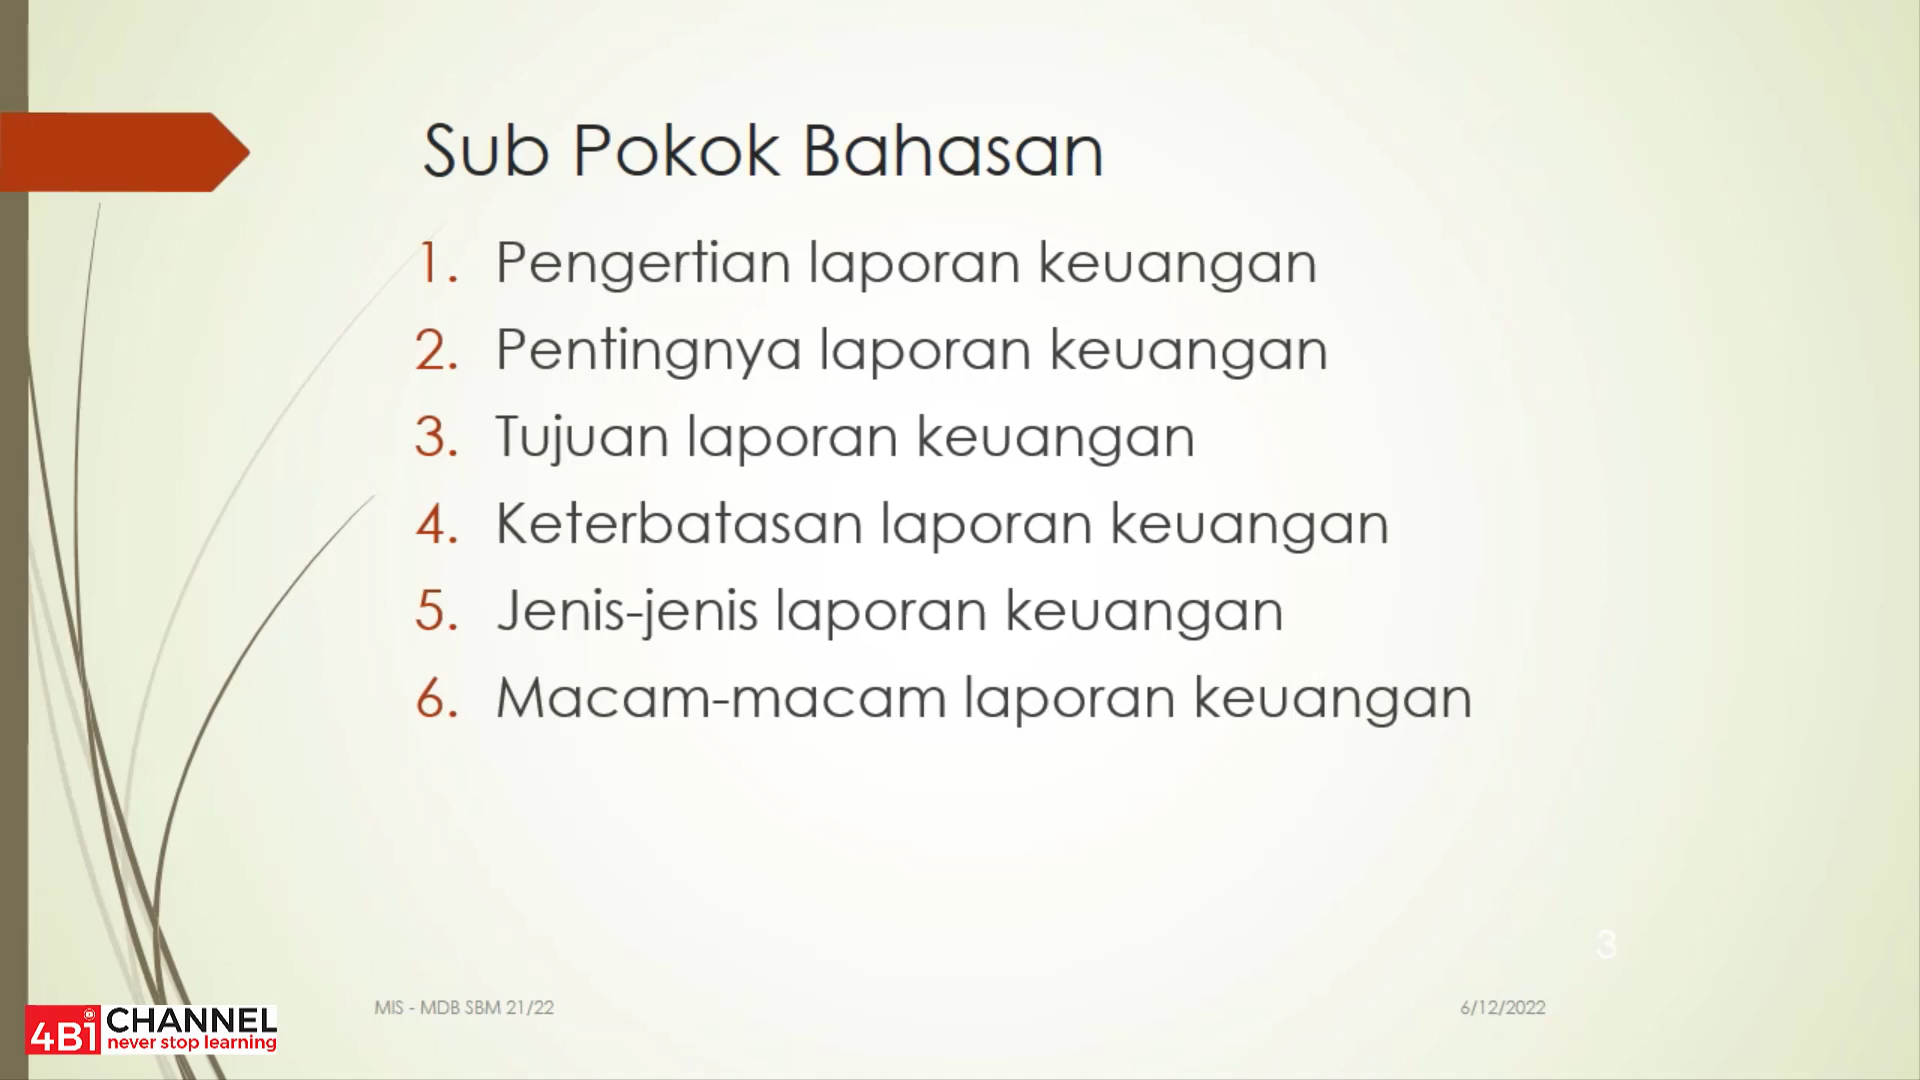 Sub Pokok Bahasan
1. Pengertian laporan keuangan
2. Pentingnya laporan keuangan
3. Tujuan laporan keuangan
4. Keterbatasan laporan keuangan
5. Jenis-jenis laporan keuangan
6. Macam-macam laporan keuangan
3
MIS - MDB SBM 21/22
6/12/2022
4Bi CHANNEL
never stop learning